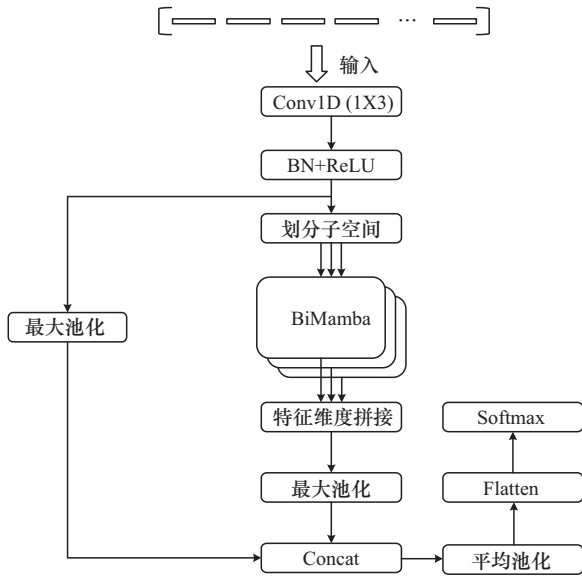 …
输入
Conv1D (1X3)
BN+ReLU
划分子空间
BiMamba
最大池化
特征维度拼接
Softmax
最大池化
Flatten
Concat
平均池化